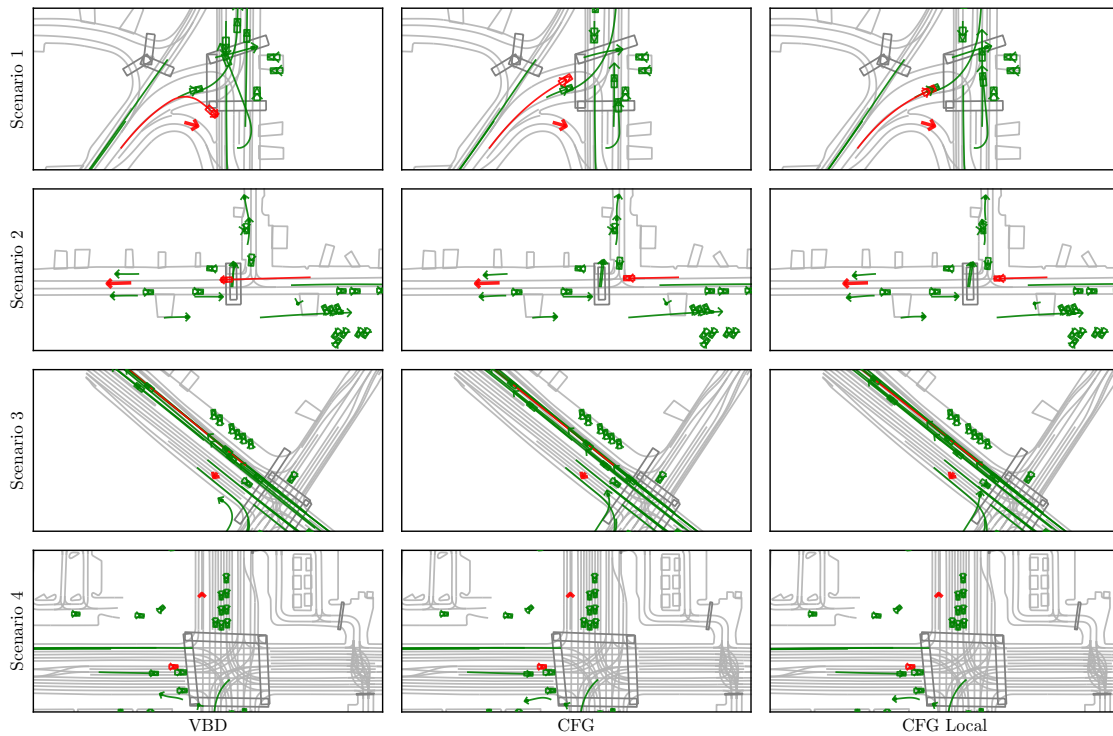 Scenario 1
Scenario 2
Scenario 3
Scenario 4
VBD
CFG
CFG Local